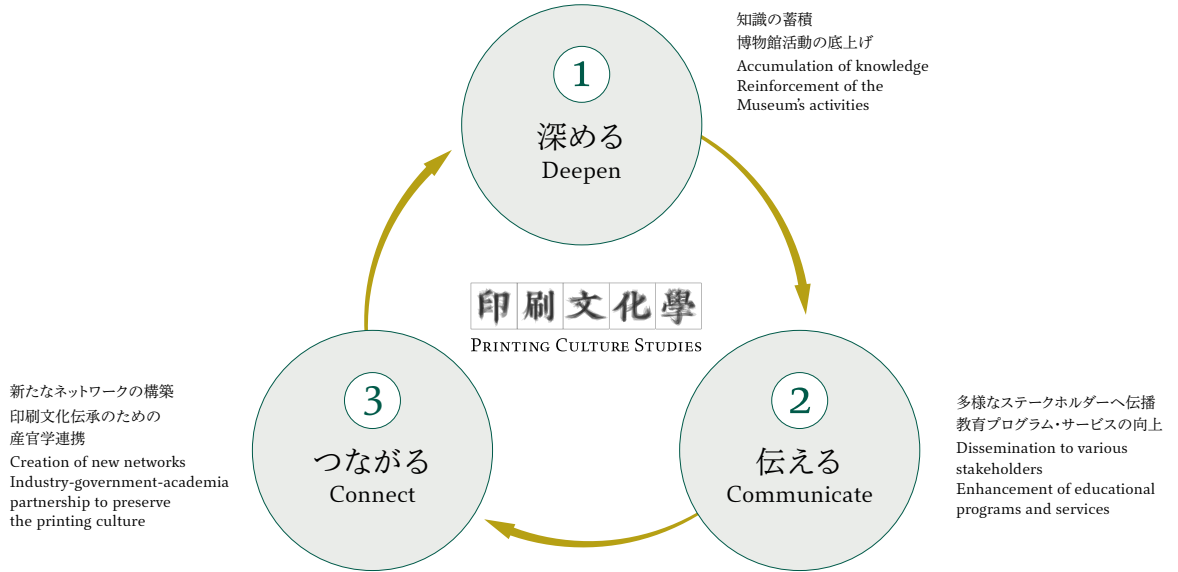 知識の蓄積
博物館活動の底上げ
Accumulation of knowledge
Reinforcement of the
Museum's activities
1
深める
Deepen
印刷文化學
PRINTING CULTURE STUDIES
2
伝える
Communicate
多様なステークホルダーへ伝播
教育プログラム・サービスの向上
Dissemination to various
stakeholders
Enhancement of educational
programs and services
3
つながる
Connect
新たなネットワークの構築
印刷文化伝承のための
産官学連携
Creation of new networks
Industry-government-academia
partnership to preserve
the printing culture